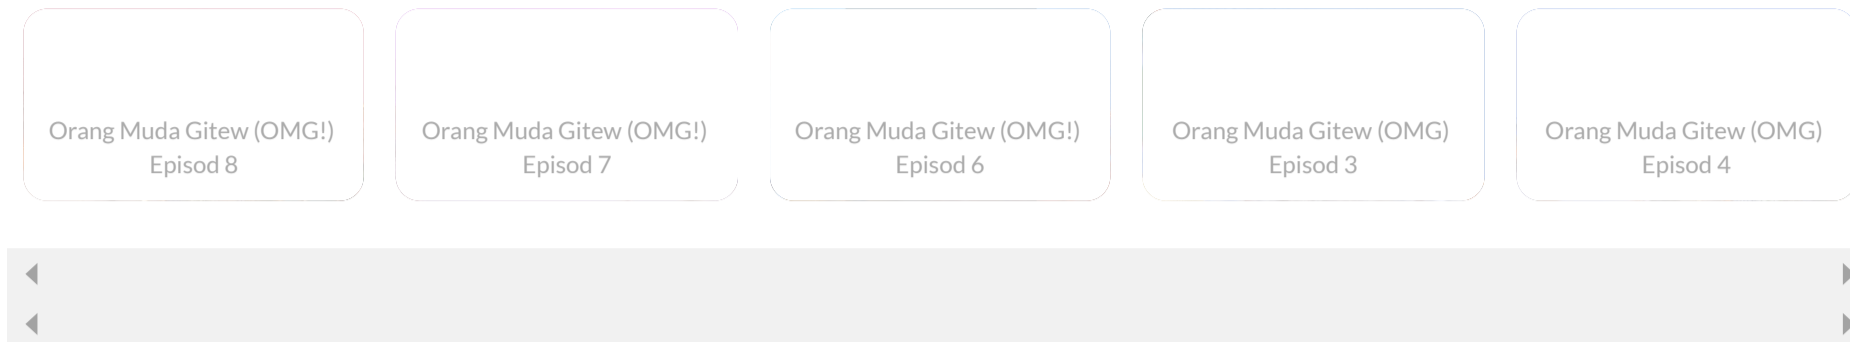 Orang Muda Gitew (OMG!)
Episod 8
Orang Muda Gitew (OMG!)
Episod 7
Orang Muda Gitew (OMG!)
Episod 6
Orang Muda Gitew (OMG)
Episod 3
Orang Muda Gitew (OMG)
Episod 4